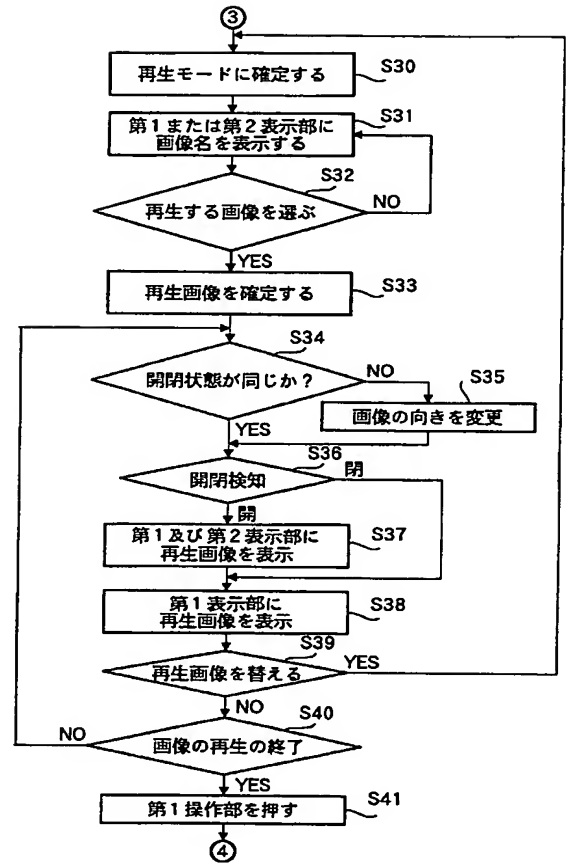 ③
再生モードに確定する
S30
第1または第2表示部に
画像名を表示する
S31
再生する画像を選ぶ
S32
NO
YES
再生画像を確定する
S33
開閉状態が同じか?
S34
NO
画像の向きを変更
S35
YES
開閉検知
S36
閉
開
第1及び第2表示部に
再生画像を表示
S37
第1表示部に
再生画像を表示
S38
再生画像を替える
S39
YES
NO
画像の再生の終了
S40
NO
YES
第1操作部を押す
S41
④